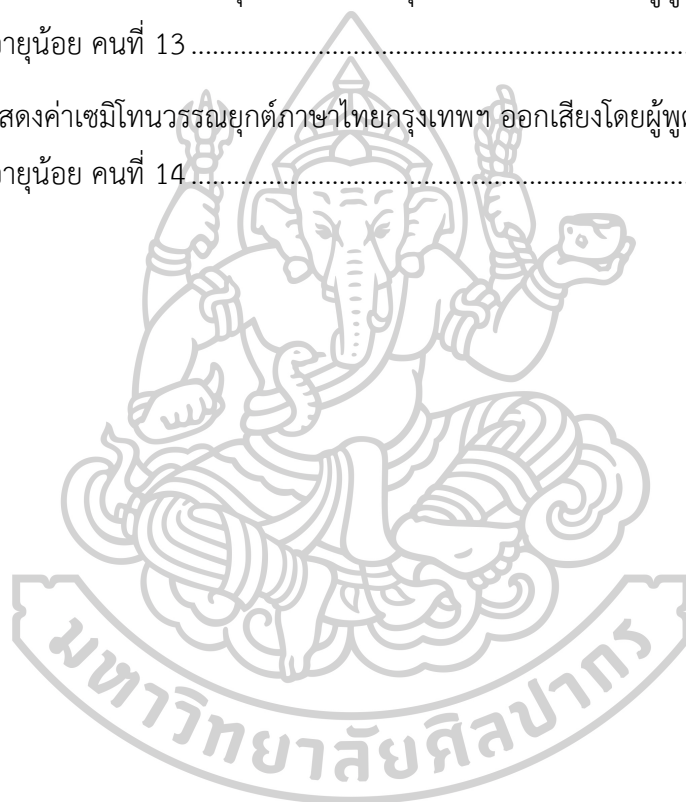 ายุน้อย คนที่ 13
สดงค่าเซมิโทนวรรณยุกต์ภาษาไทยกรุงเทพฯ ออกเสียงโดยผู้พูด
ายุน้อย คนที่ 14
มหาวิทยาลัยศิลปากร